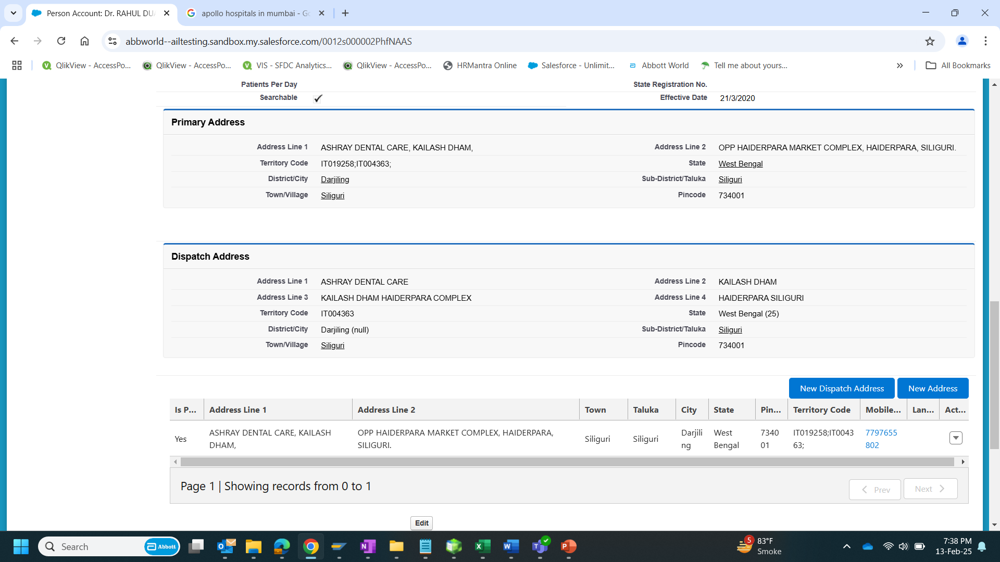 Person Account: Dr. RAHUL DUA
apollo hospitals in mumbai - Go
abbworld--ailtesting.sandbox.my.salesforce.com/0012s000002PhfNAAS
QlikView - AccessPo...
QlikView - AccessPo...
VIS - SFDC Analytics...
QlikView - AccessPo...
HRMantra Online
Salesforce - Unlimit...
Abbott World
Tell me about yours...
All Bookmarks
Patients Per Day
State Registration No.
Searchable
Effective Date 21/3/2020
Primary Address
Address Line 1 ASHRAY DENTAL CARE, KAILASH DHAM,
Address Line 2 OPP HAIDERPARA MARKET COMPLEX, HAIDERPARA, SILIGURI.
Territory Code IT019258;IT004363;
State West Bengal
District/City Darjiling
Sub-District/Taluka Siliguri
Town/Village Siliguri
Pincode 734001
Dispatch Address
Address Line 1 ASHRAY DENTAL CARE
Address Line 2 KAILASH DHAM
Address Line 3 KAILASH DHAM HAIDERPARA COMPLEX
Address Line 4 HAIDERPARA SILIGURI
Territory Code IT004363
State West Bengal (25)
District/City Darjiling (null)
Sub-District/Taluka Siliguri
Town/Village Siliguri
Pincode 734001
New Dispatch Address New Address
Is P... Address Line 1 Address Line 2 Town Taluka City State Pin... Territory Code Mobile... Lan... Act...
Yes
ASHRAY DENTAL CARE, KAILASH
DHAM,
OPP HAIDERPARA MARKET COMPLEX, HAIDERPARA,
SILIGURI.
Siliguri
Siliguri
Darjili
ng
West
Bengal
7340
01
IT019258;IT0043
63;
7797655
802
Page 1 | Showing records from 0 to 1
Prev
Next
Edit
Search
Abbott
5
83°F
Smoke
7:38 PM
13-Feb-25